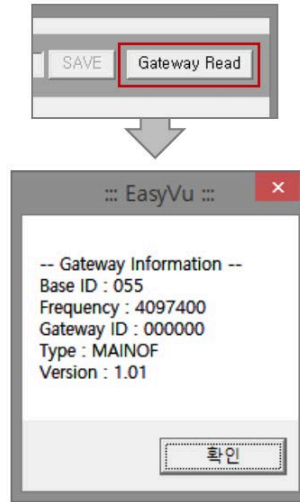 SAVE
Gateway Read
::: EasyVu :::
-- Gateway Information --
Base ID : 055
Frequency : 4097400
Gateway ID : 000000
Type : MAINOF
Version : 1.01
확인